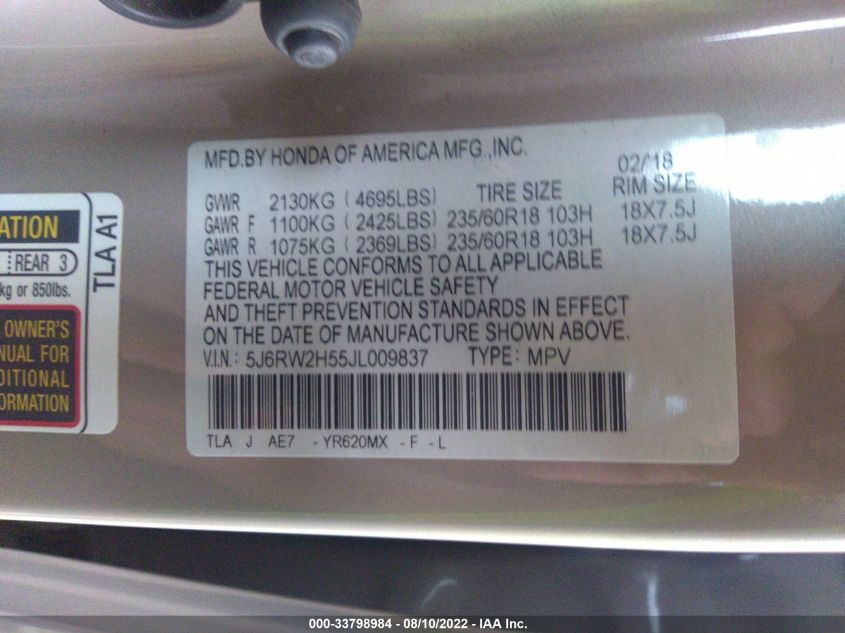 MFD.BY HONDA OF AMERICA MFG.,INC.
02/18
GVWR 2130KG ( 4695LBS) TIRE SIZE RIM SIZE
GAWR F 1100KG ( 2425LBS) 235/60R18 103H 18X7.5J
GAWR R 1075KG ( 2369LBS) 235/60R18 103H 18X7.5J
THIS VEHICLE CONFORMS TO ALL APPLICABLE
FEDERAL MOTOR VEHICLE SAFETY
AND THEFT PREVENTION STANDARDS IN EFFECT
ON THE DATE OF MANUFACTURE SHOWN ABOVE.
V.I.N.: 5J6RW2H55JL009837 TYPE: MPV
TLA J AE7 -YR620MX -F -L
ATION
REAR 3
kg or 850lbs.
OWNER'S
NUAL FOR
DITIONAL
ORMATION
TLA A1
000-33798984 - 08/10/2022 - IAA Inc.